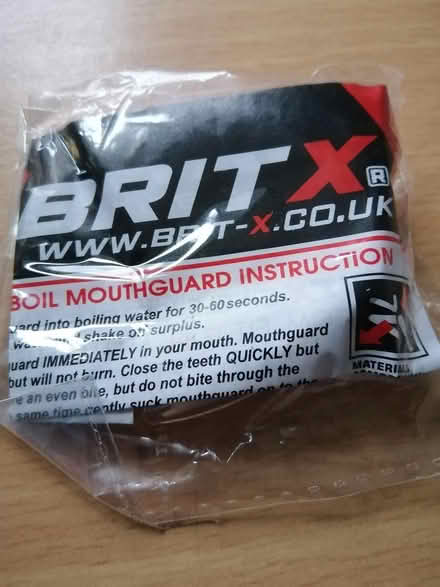 BRITX®
WWW.BRIT-X.CO.UK
BOIL MOUTHGUARD INSTRUCTION
into boiling water for 30-60 seconds.
shake off surplus.
IMMEDIATELY in your mouth. Mouthguard
but will not burn. Close the teeth QUICKLY but
an even bite, but do not bite through the
same time gently suck mouthguard on to the
MATERIAL